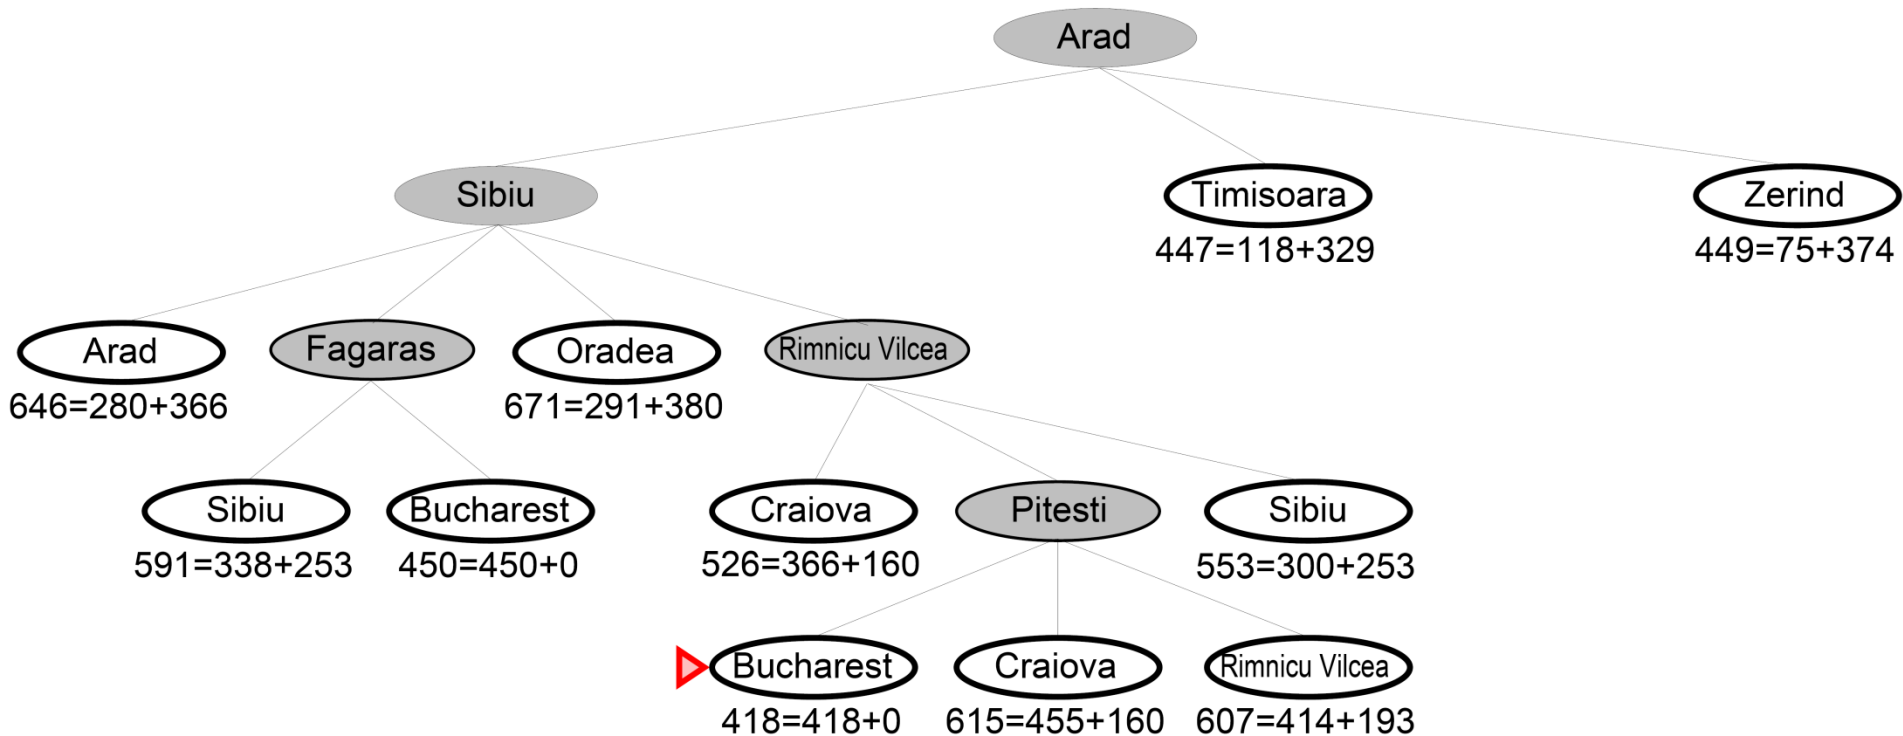 Arad
Sibiu
Timisoara
Zerind
447=118+329
449=75+374
Arad
Fagaras
Oradea
Rimnicu Vilcea
646=280+366
671=291+380
Sibiu
Bucharest
Craiova
Pitesti
Sibiu
591=338+253
450=450+0
526=366+160
553=300+253
Bucharest
Craiova
Rimnicu Vilcea
418=418+0
615=455+160
607=414+193